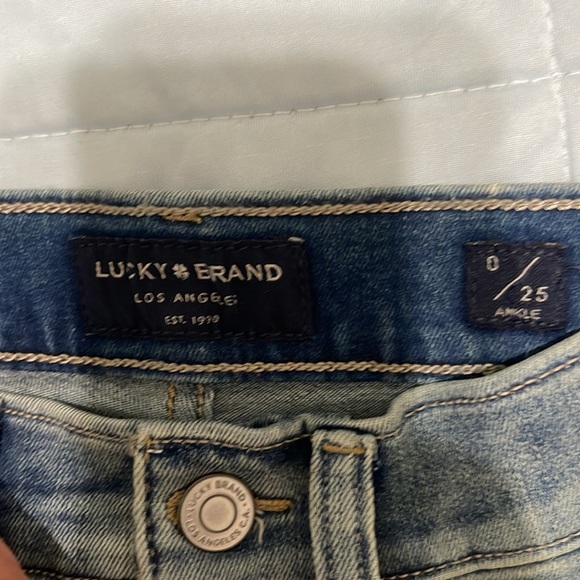 LUCKY BRAND
LOS ANGELES
EST. 1990
0/25
ANKLE
LUCKY BRAND
LOS ANGELES C.A.